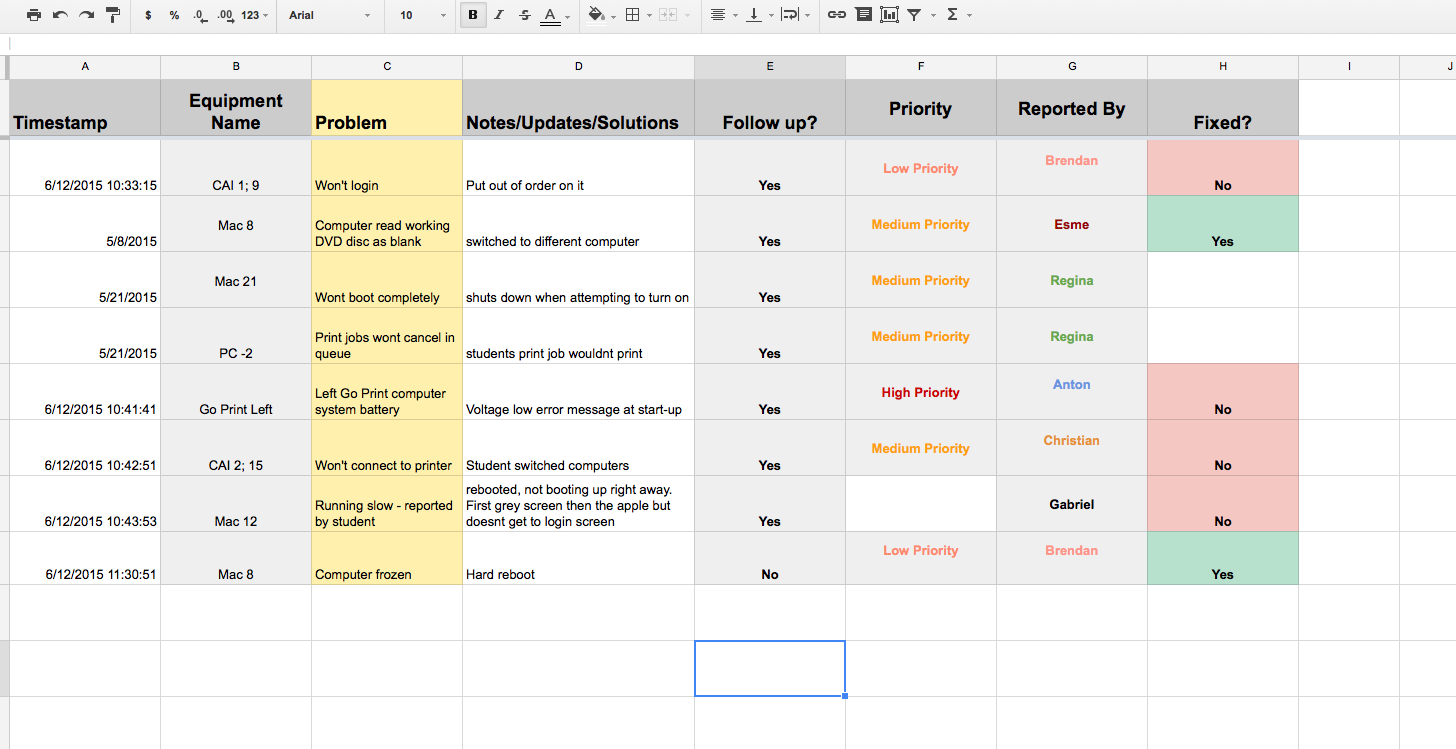 $ % .0 .00 123 Arial 10 B I S A Σ
A B C D E F G H I J
Timestamp Equipment Name Problem Notes/Updates/Solutions Follow up? Priority Reported By Fixed?
6/12/2015 10:33:15 CAI 1; 9 Won't login Put out of order on it Yes Low Priority Brendan No
5/8/2015 Mac 8 Computer read working DVD disc as blank switched to different computer Yes Medium Priority Esme Yes
5/21/2015 Mac 21 Wont boot completely shuts down when attempting to turn on Yes Medium Priority Regina
5/21/2015 PC -2 Print jobs wont cancel in queue students print job wouldnt print Yes Medium Priority Regina
6/12/2015 10:41:41 Go Print Left Left Go Print computer system battery Voltage low error message at start-up Yes High Priority Anton No
6/12/2015 10:42:51 CAI 2; 15 Won't connect to printer Student switched computers Yes Medium Priority Christian No
6/12/2015 10:43:53 Mac 12 Running slow - reported by student rebooted, not booting up right away. First grey screen then the apple but doesnt get to login screen Yes Gabriel No
6/12/2015 11:30:51 Mac 8 Computer frozen Hard reboot No Low Priority Brendan Yes